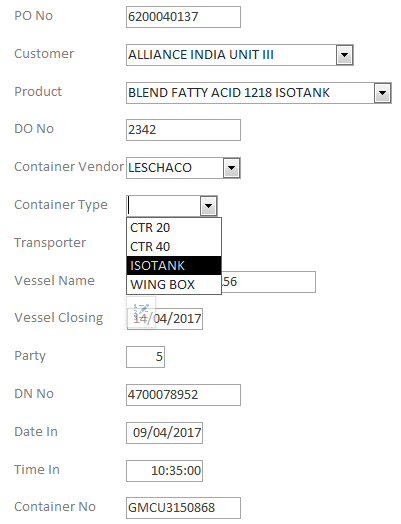 PO No 6200040137
Customer ALLIANCE INDIA UNIT III
Product BLEND FATTY ACID 1218 ISOTANK
DO No 2342
Container Vendor LESCHACO
Container Type
CTR 20
CTR 40
Transporter
ISOTANK
Vessel Name WING BOX 156
Vessel Closing 14/04/2017
Party 5
DN No 4700078952
Date In 09/04/2017
Time In 10:35:00
Container No GMCU3150868